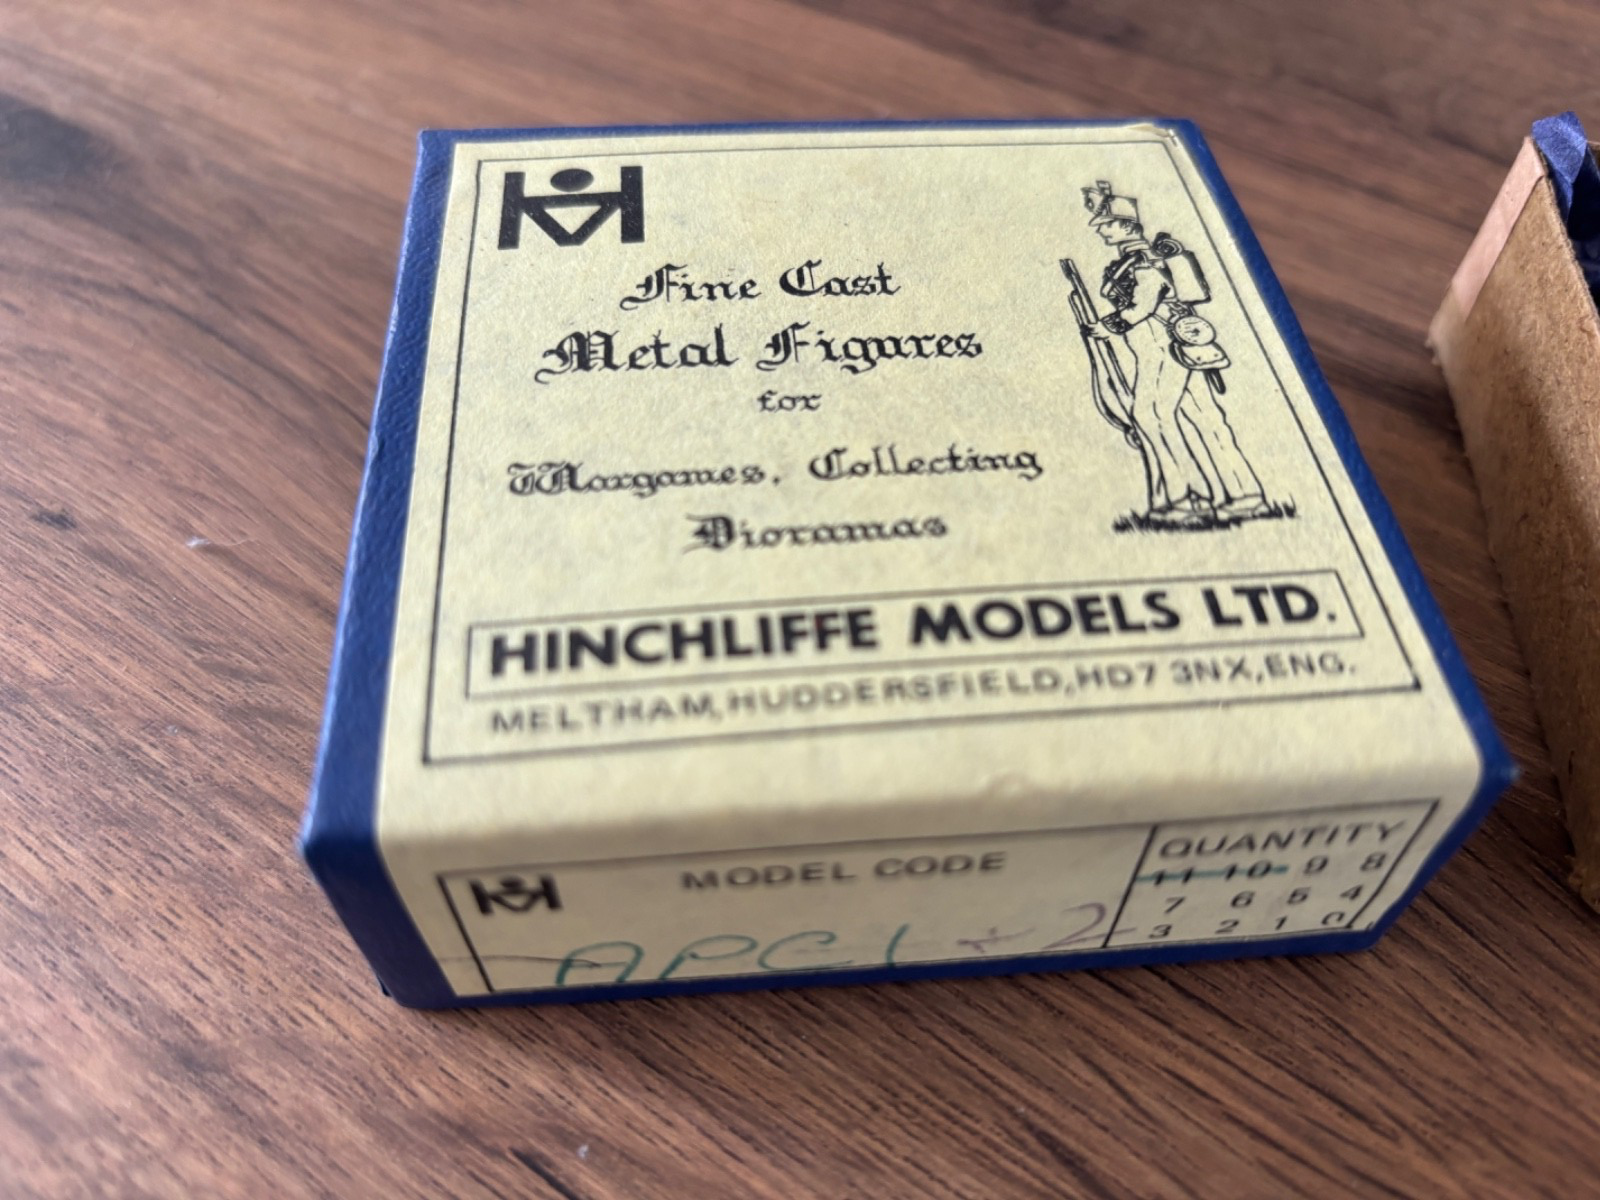 Fine Cast
Metal Figures
for
Wargames, Collecting
Dioramas
HINCHLIFFE MODELS LTD.
MELTHAM, HUDDERSFIELD, HD7 3NX, ENG.
MODEL CODE
APC 1 + 2
QUANTITY
11 10 9 8
7 6 5 4
3 2 1 0